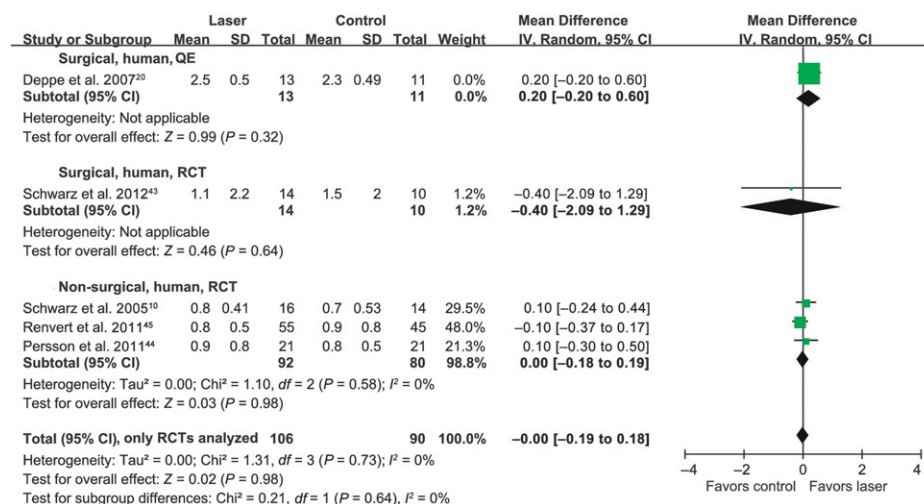 Laser Control Mean Difference Mean Difference
Study or Subgroup Mean SD Total Mean SD Total Weight IV, Random, 95% CI IV, Random, 95% CI
Surgical, human, QE
Deppe et al. 2007²⁰ 2.5 0.5 13 2.3 0.49 11 0.0% 0.20 [−0.20 to 0.60]
Subtotal (95% CI) 13 11 0.0% 0.20 [−0.20 to 0.60]
Heterogeneity: Not applicable
Test for overall effect: Z = 0.99 (P = 0.32)
Surgical, human, RCT
Schwarz et al. 2012⁴³ 1.1 2.2 14 1.5 2 10 1.2% −0.40 [−2.09 to 1.29]
Subtotal (95% CI) 14 10 1.2% −0.40 [−2.09 to 1.29]
Heterogeneity: Not applicable
Test for overall effect: Z = 0.46 (P = 0.64)
Non-surgical, human, RCT
Schwarz et al. 2005¹⁰ 0.8 0.41 16 0.7 0.53 14 29.5% 0.10 [−0.24 to 0.44]
Renvert et al. 2011⁴⁵ 0.8 0.5 55 0.9 0.8 45 48.0% −0.10 [−0.37 to 0.17]
Persson et al. 2011⁴⁴ 0.9 0.8 21 0.8 0.5 21 21.3% 0.10 [−0.30 to 0.50]
Subtotal (95% CI) 92 80 98.8% 0.00 [−0.18 to 0.19]
Heterogeneity: Tau² = 0.00; Chi² = 1.10, df = 2 (P = 0.58); I² = 0%
Test for overall effect: Z = 0.03 (P = 0.98)
Total (95% CI), only RCTs analyzed 106 90 100.0% −0.00 [−0.19 to 0.18]
Heterogeneity: Tau² = 0.00; Chi² = 1.31, df = 3 (P = 0.73); I² = 0%
Test for overall effect: Z = 0.02 (P = 0.98)
Test for subgroup differences: Chi² = 0.21, df = 1 (P = 0.64), I² = 0%
−4 −2 0 2 4
Favors control Favors laser